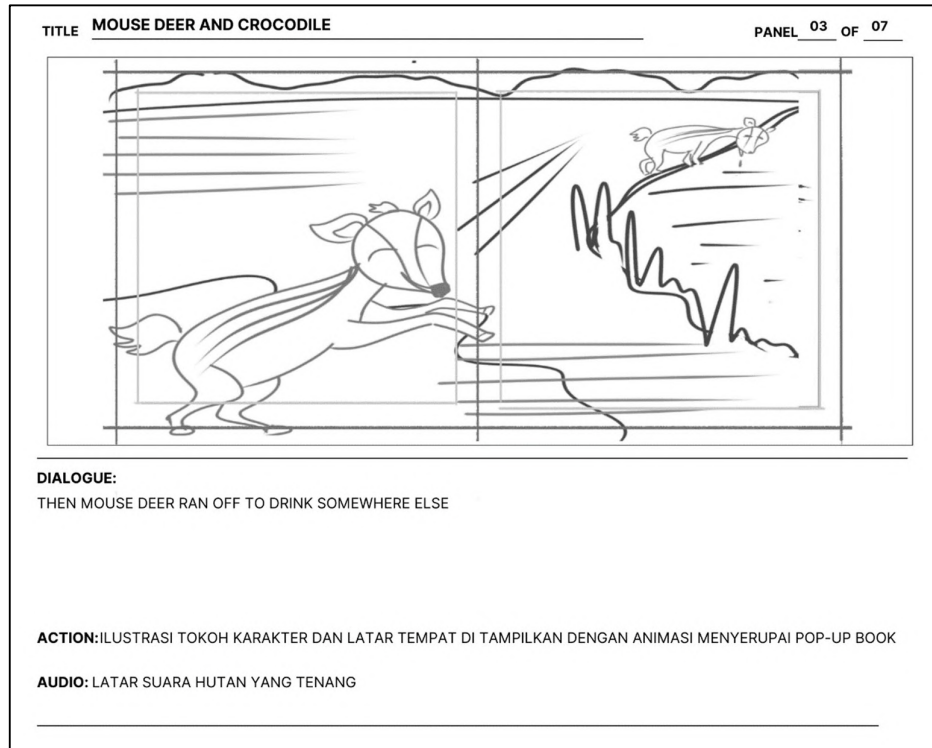 TITLE MOUSE DEER AND CROCODILE
PANEL 03 OF 07
DIALOGUE:
THEN MOUSE DEER RAN OFF TO DRINK SOMEWHERE ELSE
ACTION:ILUSTRASI TOKOH KARAKTER DAN LATAR TEMPAT DI TAMPILKAN DENGAN ANIMASI MENYERUPAI POP-UP BOOK
AUDIO: LATAR SUARA HUTAN YANG TENANG